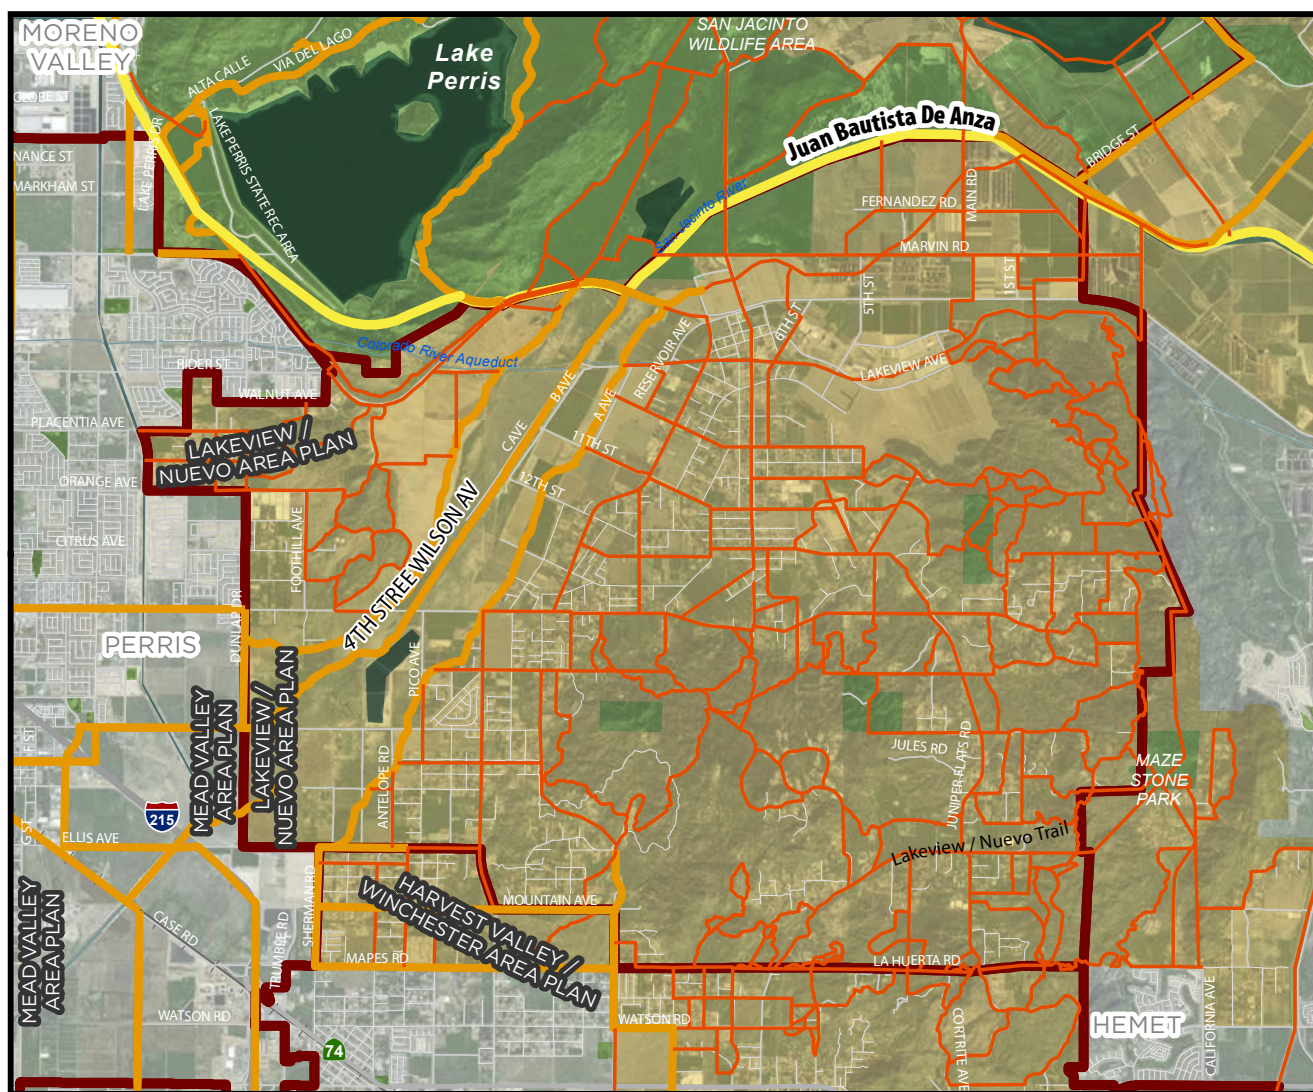 MORENO
VALLEY
GLOBE ST
NANCE ST
MARKHAM ST
LAKE PERRIS DR
ALTA CALLE
VIA DEL LAGO
LAKEPERRIS STATE REC AREA
Lake
Perris
SAN JACINTO
WILDLIFE AREA
Juan Bautista De Anza
BRIDGE ST
San Jacinto River
FERNANDEZ RD
MAIN RD
MARVIN RD
1ST ST
5TH ST
6TH ST
Colorado River Aqueduct
RIDER ST
WALNUT AVE
PLACENTIA AVE
LAKEVIEW /
NUEVO AREA PLAN
ORANGE AVE
CITRUS AVE
LAKEVIEW AVE
RESERVOIR AVE
A AVE
B AVE
C AVE
11TH ST
12TH ST
FOOTHILL AVE
4TH STREE WILSON AV
DUNLAP DR
PERRIS
PICO AVE
MEAD VALLEY
AREA PLAN
LAKEVIEW /
NUEVO AREA PLAN
ANTELOPE RD
F ST
G ST
215
ELLIS AVE
JULES RD
JUNIPER FLATS RD
MAZE
STONE
PARK
Lakeview / Nuevo Trail
MEAD VALLEY
AREA PLAN
CASE RD
TRUMBLE RD
SHERMAN RD
HARVEST VALLEY /
WINCHESTER AREA PLAN
MOUNTAIN AVE
MAPES RD
LA HUERTA RD
WATSON RD
WATSON RD
74
CORTRITE AVE
HEMET
CALIFORNIA AVE